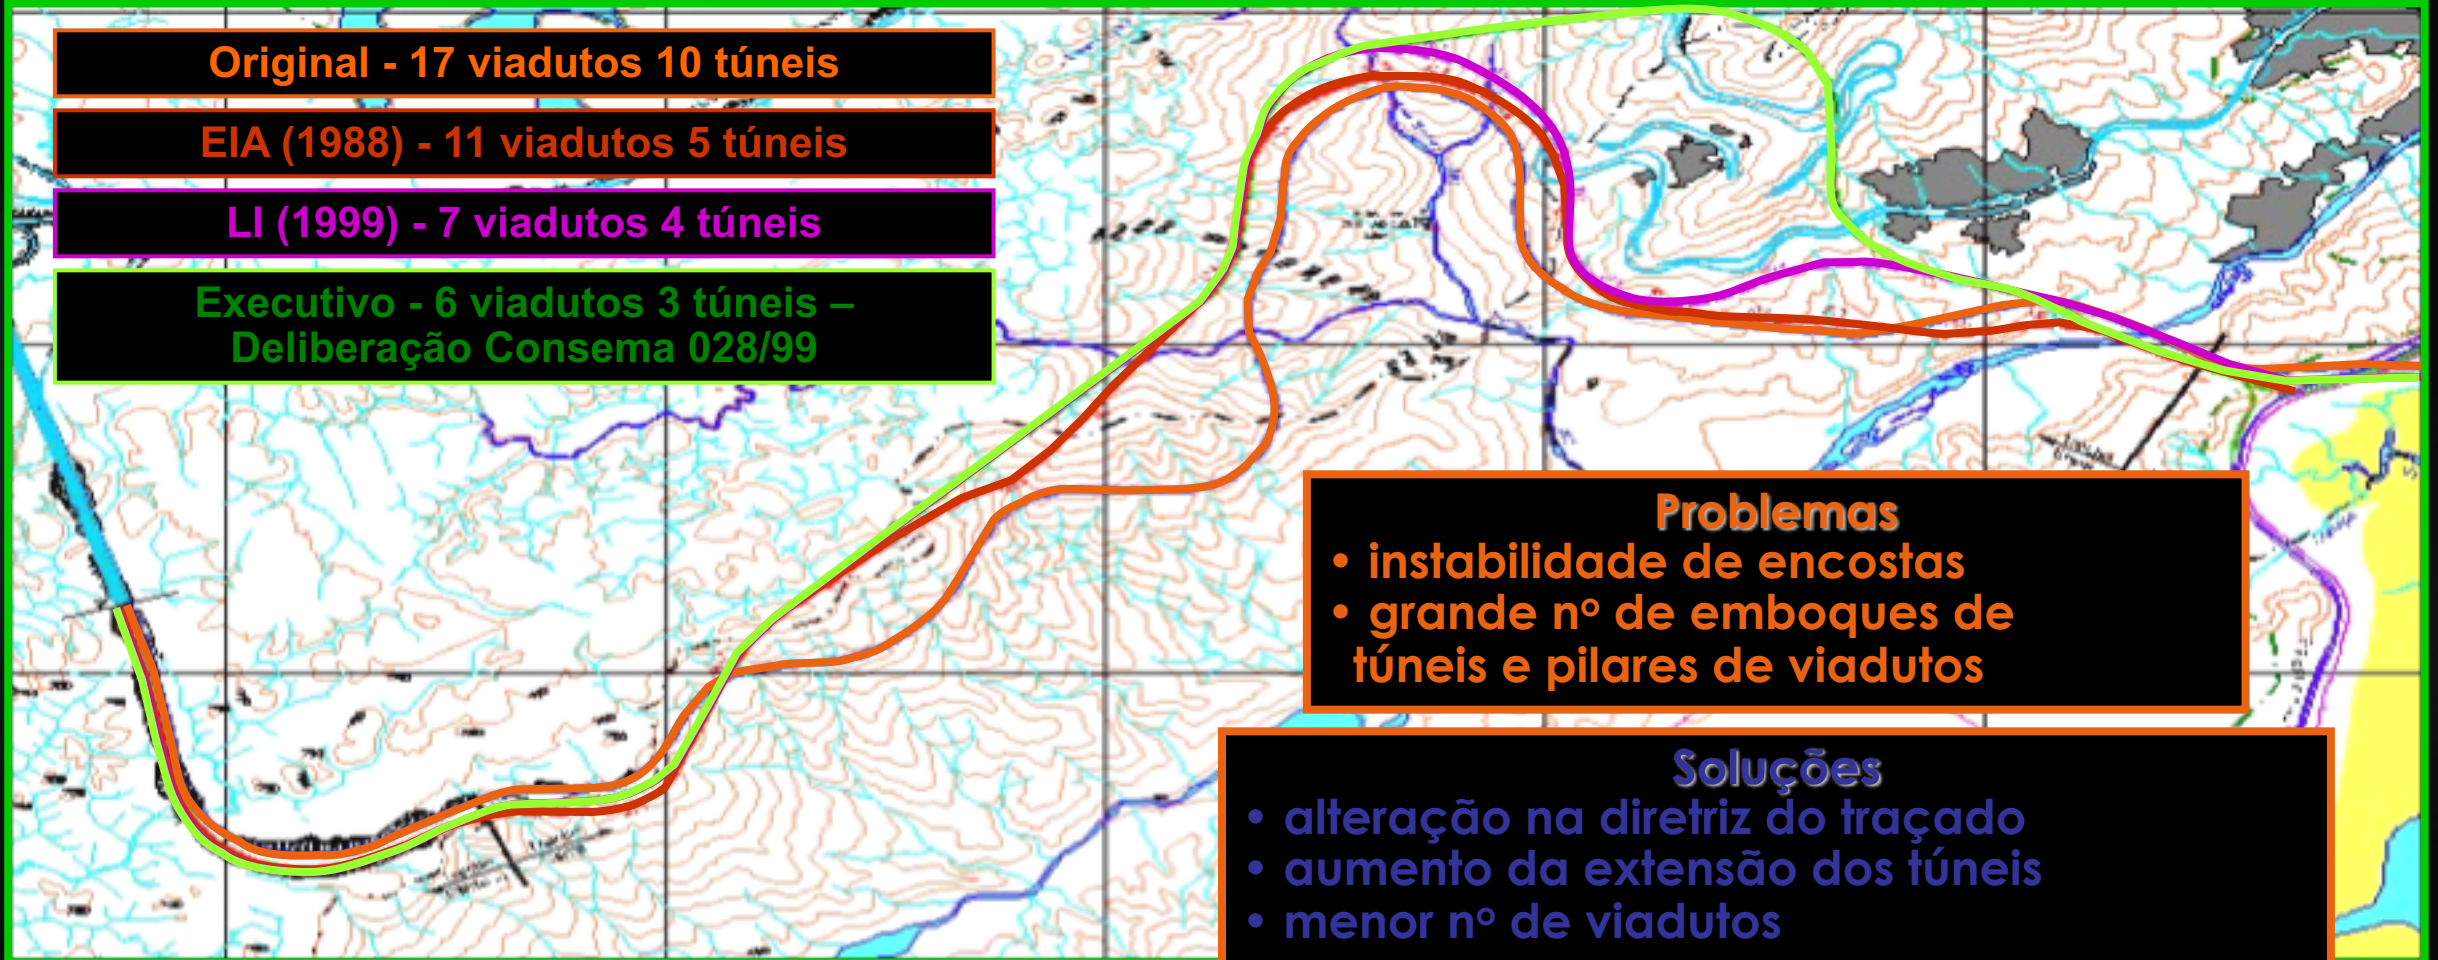 Original - 17 viadutos 10 túneis
EIA (1988) - 11 viadutos 5 túneis
LI (1999) - 7 viadutos 4 túneis
Executivo - 6 viadutos 3 túneis –
Deliberação Consema 028/99
Problemas
• instabilidade de encostas
• grande nº de emboques de
túneis e pilares de viadutos
Soluções
• alteração na diretriz do traçado
• aumento da extensão dos túneis
• menor nº de viadutos